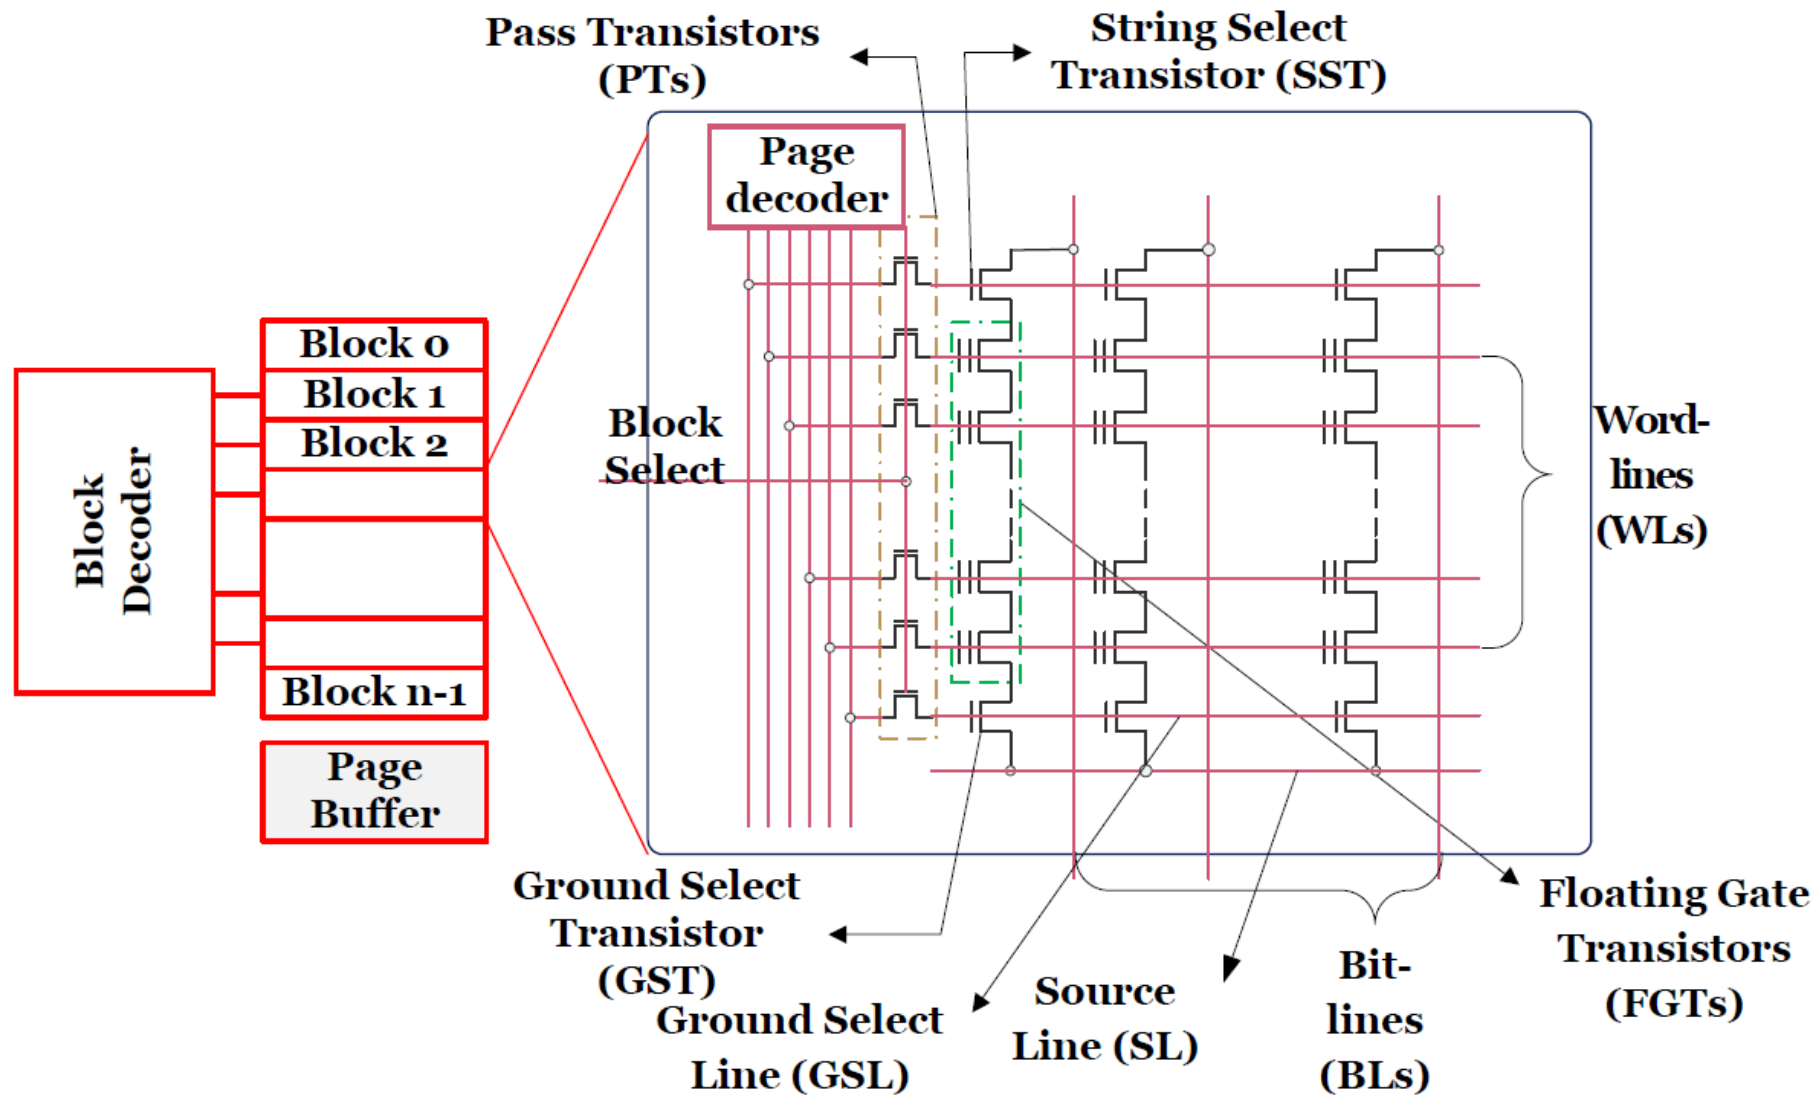 Pass Transistors
(PTs)
String Select
Transistor (SST)
Page
decoder
Block 0
Block 1
Block 2
Block n-1
Block
Decoder
Page
Buffer
Block
Select
Word-
lines
(WLs)
Ground Select
Transistor
(GST)
Ground Select
Line (GSL)
Source
Line (SL)
Bit-
lines
(BLs)
Floating Gate
Transistors
(FGTs)